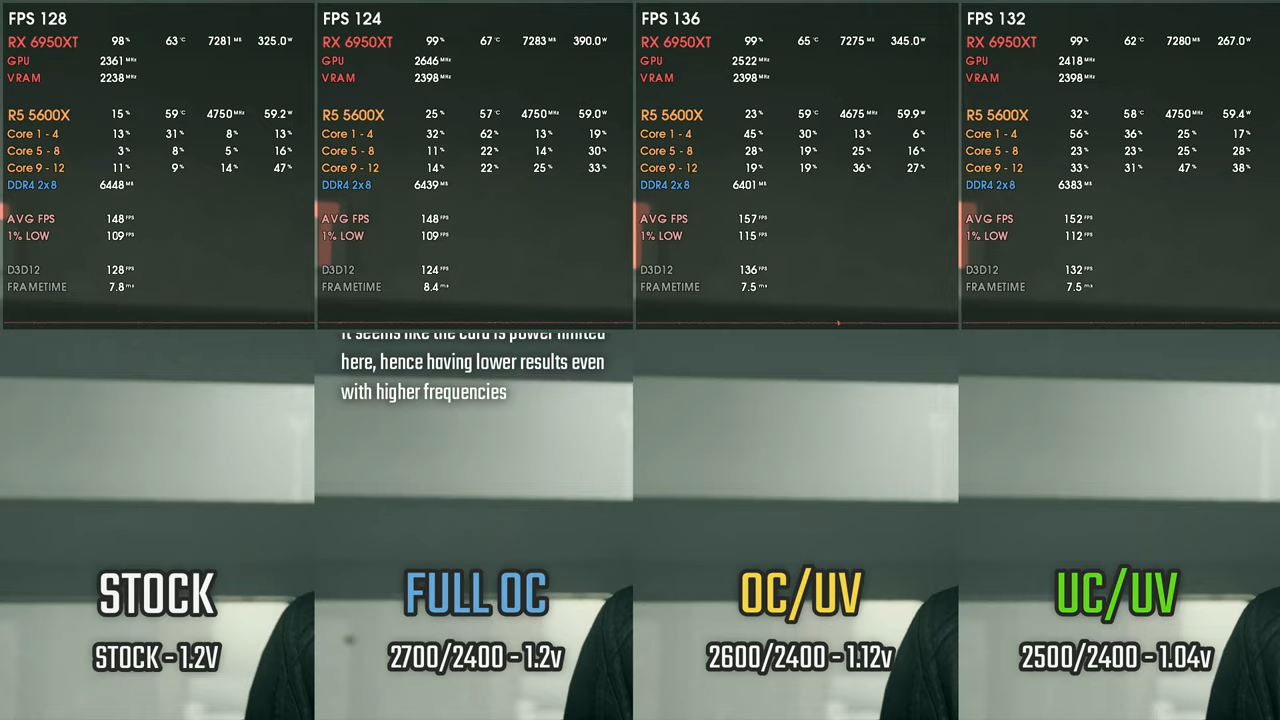 FPS 128
RX 6950XT 98% 63°C 7281MB 325.0W
GPU 2361MHz
VRAM 2238MHz
R5 5600X 15% 59°C 4750MHz 59.2W
Core 1 - 4 13% 31% 8% 13%
Core 5 - 8 3% 8% 5% 16%
Core 9 - 12 11% 9% 14% 47%
DDR4 2x8 6448MB
AVG FPS 148FPS
1% LOW 109FPS
D3D12 128FPS
FRAMETIME 7.8ms
STOCK
STOCK - 1.2V
FPS 124
RX 6950XT 99% 67°C 7283MB 390.0W
GPU 2646MHz
VRAM 2398MHz
R5 5600X 25% 57°C 4750MHz 59.0W
Core 1 - 4 32% 62% 13% 19%
Core 5 - 8 11% 22% 14% 30%
Core 9 - 12 14% 22% 25% 33%
DDR4 2x8 6439MB
AVG FPS 148FPS
1% LOW 109FPS
D3D12 124FPS
FRAMETIME 8.4ms
It seems like the card is power limited
here, hence having lower results even
with higher frequencies
FULL OC
2700/2400 - 1.2v
FPS 136
RX 6950XT 99% 65°C 7275MB 345.0W
GPU 2522MHz
VRAM 2398MHz
R5 5600X 23% 59°C 4675MHz 59.9W
Core 1 - 4 45% 30% 13% 6%
Core 5 - 8 28% 19% 25% 16%
Core 9 - 12 19% 19% 36% 27%
DDR4 2x8 6401MB
AVG FPS 157FPS
1% LOW 115FPS
D3D12 136FPS
FRAMETIME 7.5ms
OC/UV
2600/2400 - 1.12v
FPS 132
RX 6950XT 99% 62°C 7280MB 267.0W
GPU 2418MHz
VRAM 2398MHz
R5 5600X 32% 58°C 4750MHz 59.4W
Core 1 - 4 56% 36% 25% 17%
Core 5 - 8 23% 23% 25% 28%
Core 9 - 12 33% 31% 47% 38%
DDR4 2x8 6383MB
AVG FPS 152FPS
1% LOW 112FPS
D3D12 132FPS
FRAMETIME 7.5ms
UC/UV
2500/2400 - 1.04v